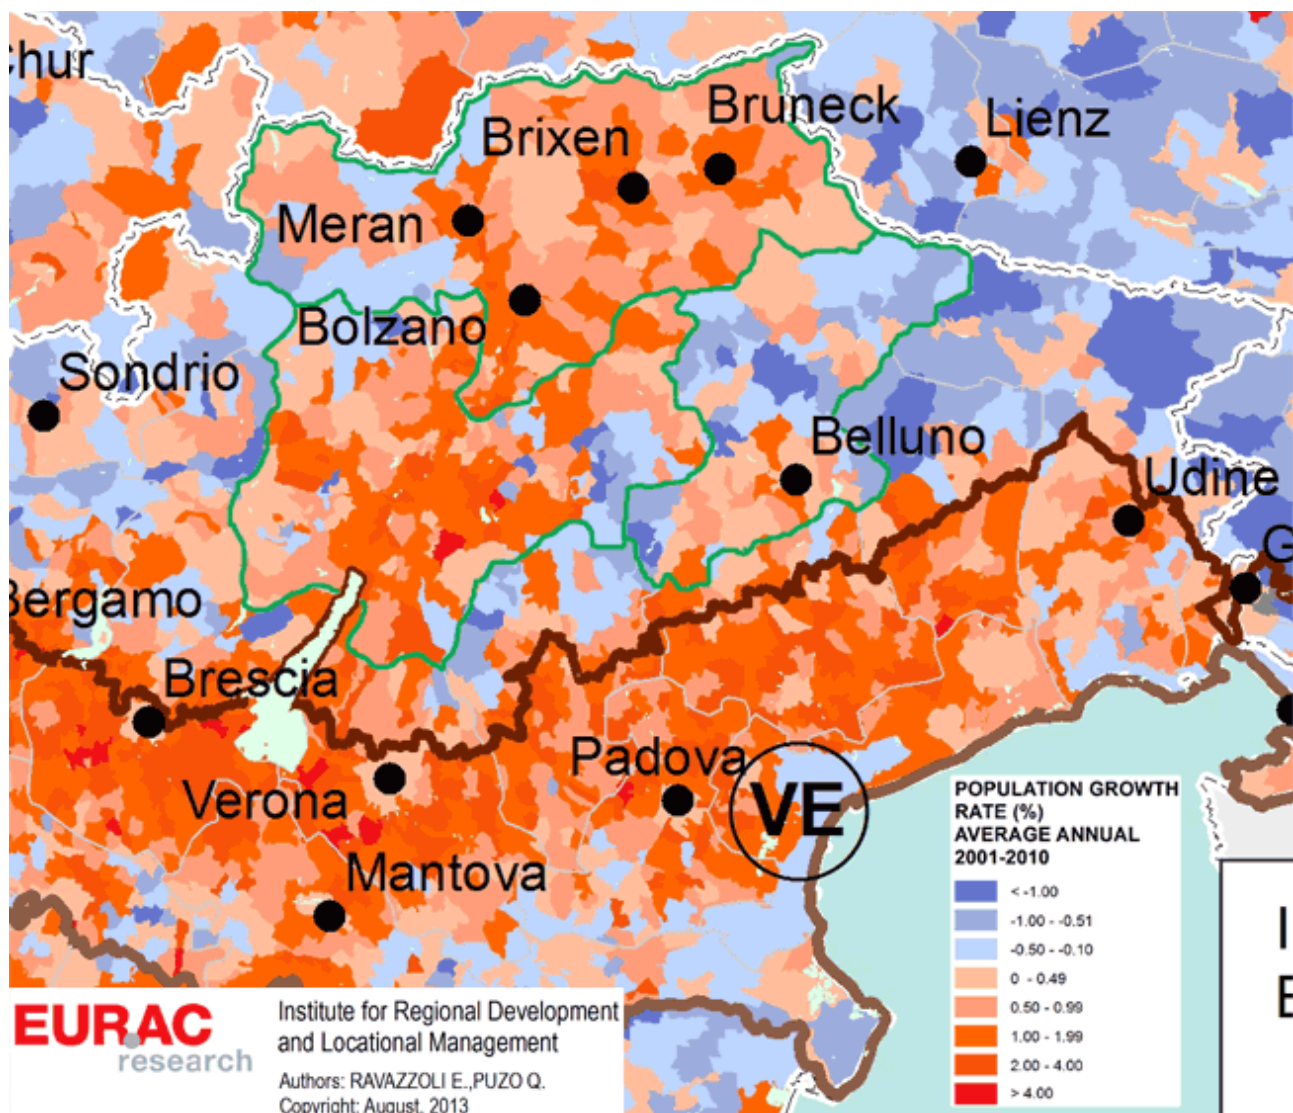 Chur
Bruneck
Lienz
Brixen
Meran
Bolzano
Sondrio
Belluno
Udine
G
Bergamo
Brescia
Padova
VE
Verona
Mantova
POPULATION GROWTH
RATE (%)
AVERAGE ANNUAL
2001-2010
< -1.00
-1.00 - -0.51
-0.50 - -0.10
0 - 0.49
0.50 - 0.99
1.00 - 1.99
2.00 - 4.00
> 4.00
EURAC
research
Institute for Regional Development
and Locational Management
Authors: RAVAZZOLI E.,PUZO Q.
Copyright: August, 2013